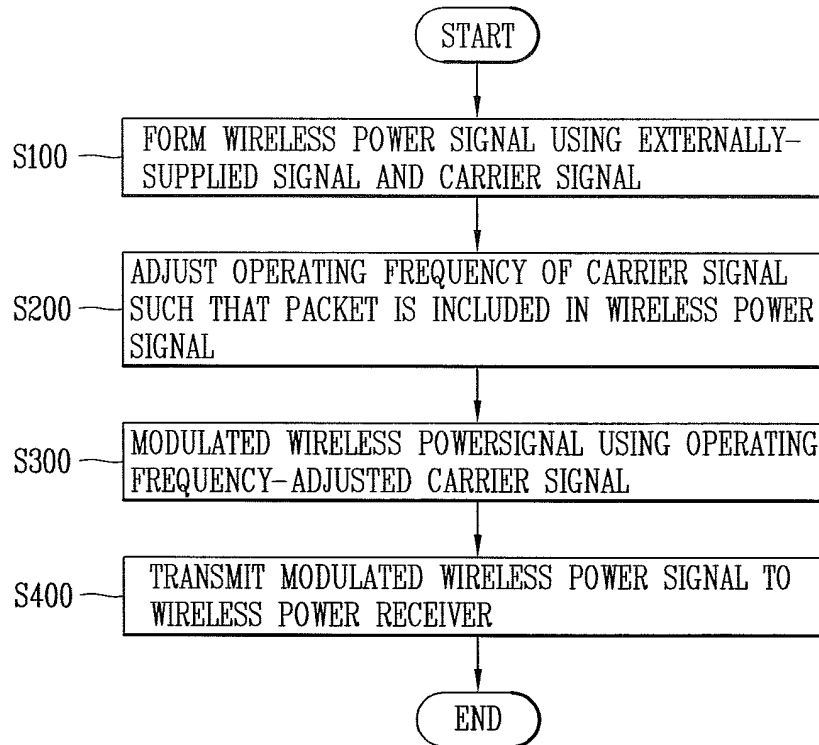 START
S100
FORM WIRELESS POWER SIGNAL USING EXTERNALLY-
SUPPLIED SIGNAL AND CARRIER SIGNAL
S200
ADJUST OPERATING FREQUENCY OF CARRIER SIGNAL
SUCH THAT PACKET IS INCLUDED IN WIRELESS POWER
SIGNAL
S300
MODULATED WIRELESS POWERSIGNAL USING OPERATING
FREQUENCY-ADJUSTED CARRIER SIGNAL
S400
TRANSMIT MODULATED WIRELESS POWER SIGNAL TO
WIRELESS POWER RECEIVER
END